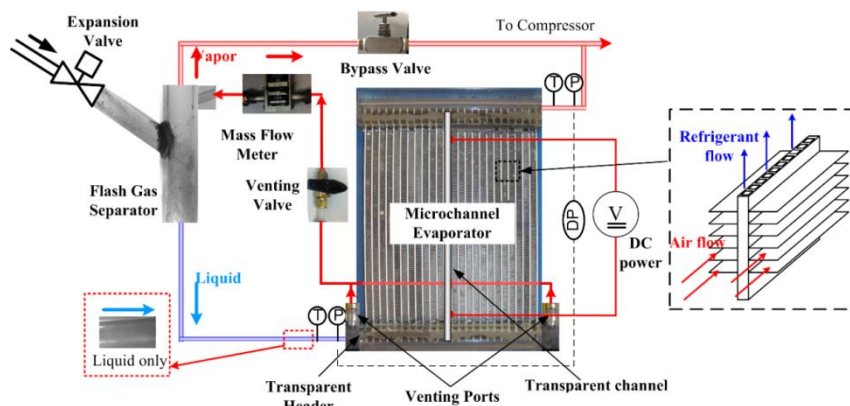 Expansion
Valve
Vapor
To Compressor
Bypass Valve
T
P
Mass Flow
Meter
Venting
Valve
Flash Gas
Separator
Microchannel
Evaporator
DP
V
DC
power
Refrigerant
flow
Air flow
Liquid
Liquid only
T
P
Transparent
Header
Venting Ports
Transparent channel